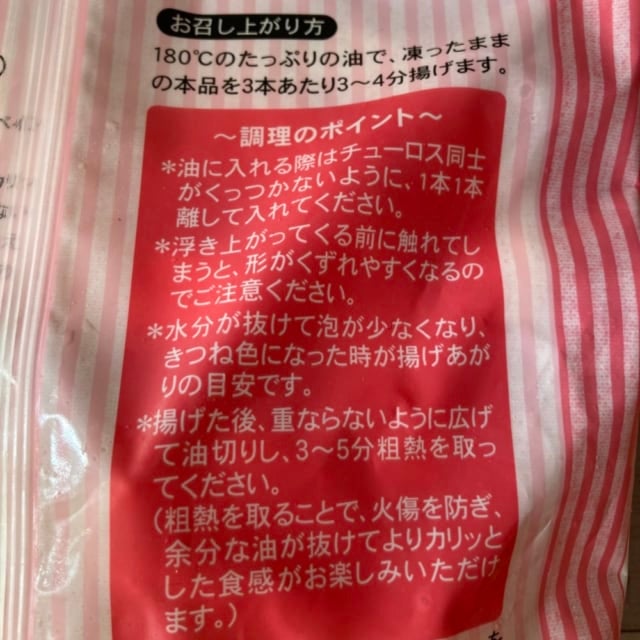 お召し上がり方
180℃のたっぷりの油で、凍ったまま
の本品を3本あたり3～4分揚げます。
～調理のポイント～
*油に入れる際はチューロス同士
がくっつかないように、1本1本
離して入れてください。
*浮き上がってくる前に触れてし
まうと、形がくずれやすくなるの
でご注意ください。
*水分が抜けて泡が少なくなり、
きつね色になった時が揚げあが
りの目安です。
*揚げた後、重ならないように広げ
て油切りし、3～5分粗熱を取っ
てください。
(粗熱を取ることで、火傷を防ぎ、
余分な油が抜けてよりカリッと
した食感がお楽しみいただけ
ます。)